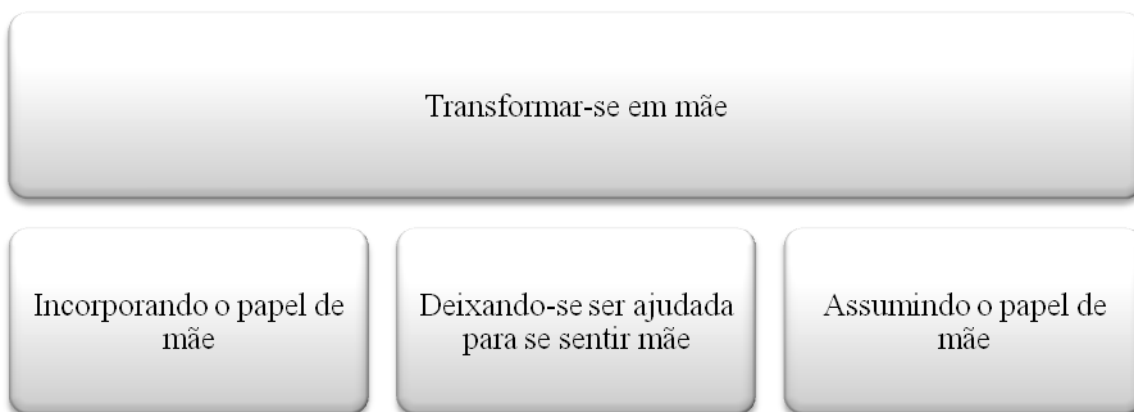 Transformar-se em mãe
Incorporando o papel de
mãe
Deixando-se ser ajudada
para se sentir mãe
Assumindo o papel de
mãe